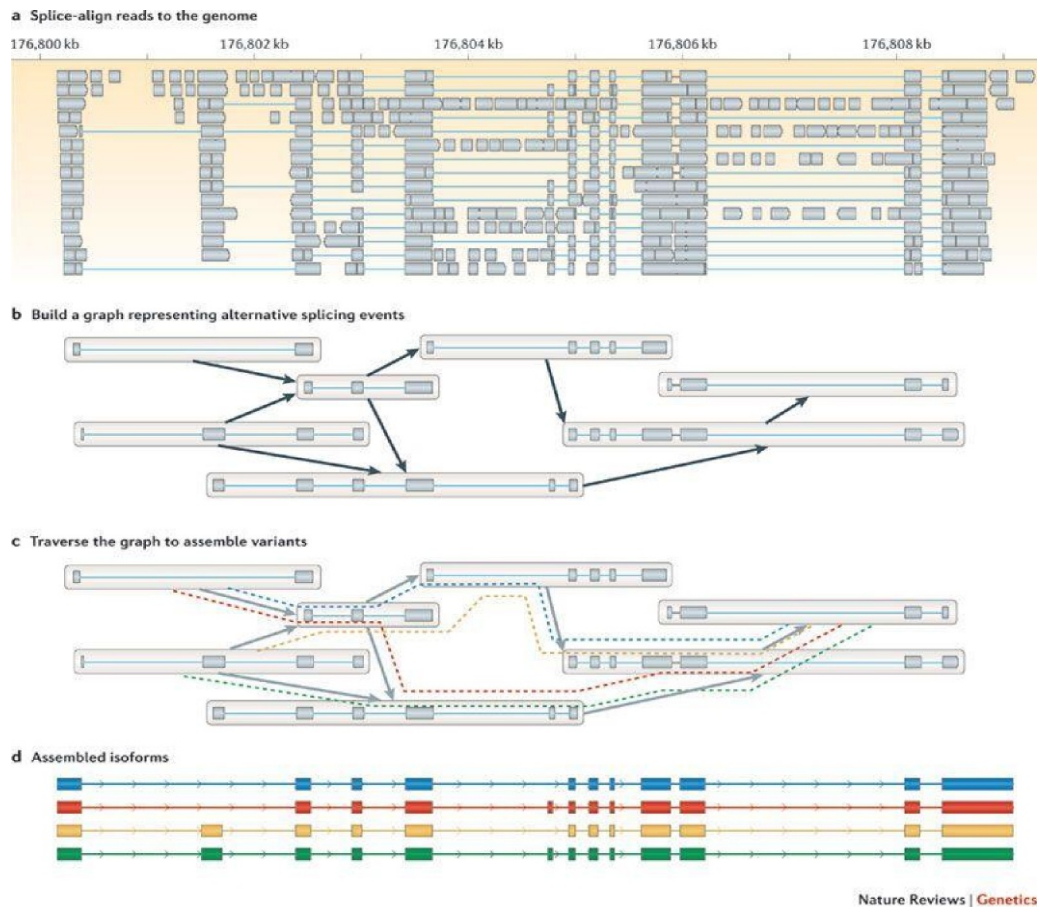 a Splice-align reads to the genome
176,800 kb 176,802 kb 176,804 kb 176,806 kb 176,808 kb
b Build a graph representing alternative splicing events
c Traverse the graph to assemble variants
d Assembled isoforms
Nature Reviews | Genetics